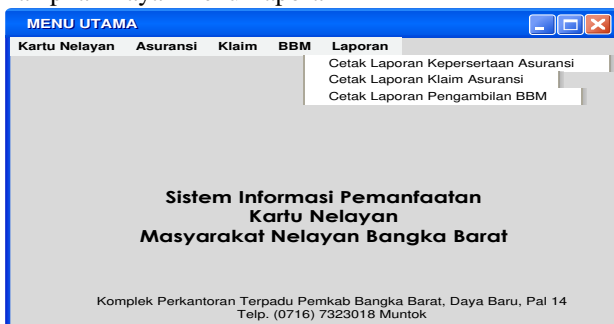 MENU UTAMA
Kartu Nelayan Asuransi Klaim BBM Laporan
Cetak Laporan Kepersertaan Asuransi
Cetak Laporan Klaim Asuransi
Cetak Laporan Pengambilan BBM
Sistem Informasi Pemanfaatan
Kartu Nelayan
Masyarakat Nelayan Bangka Barat
Komplek Perkantoran Terpadu Pemkab Bangka Barat, Daya Baru, Pal 14
Telp. (0716) 7323018 Muntok